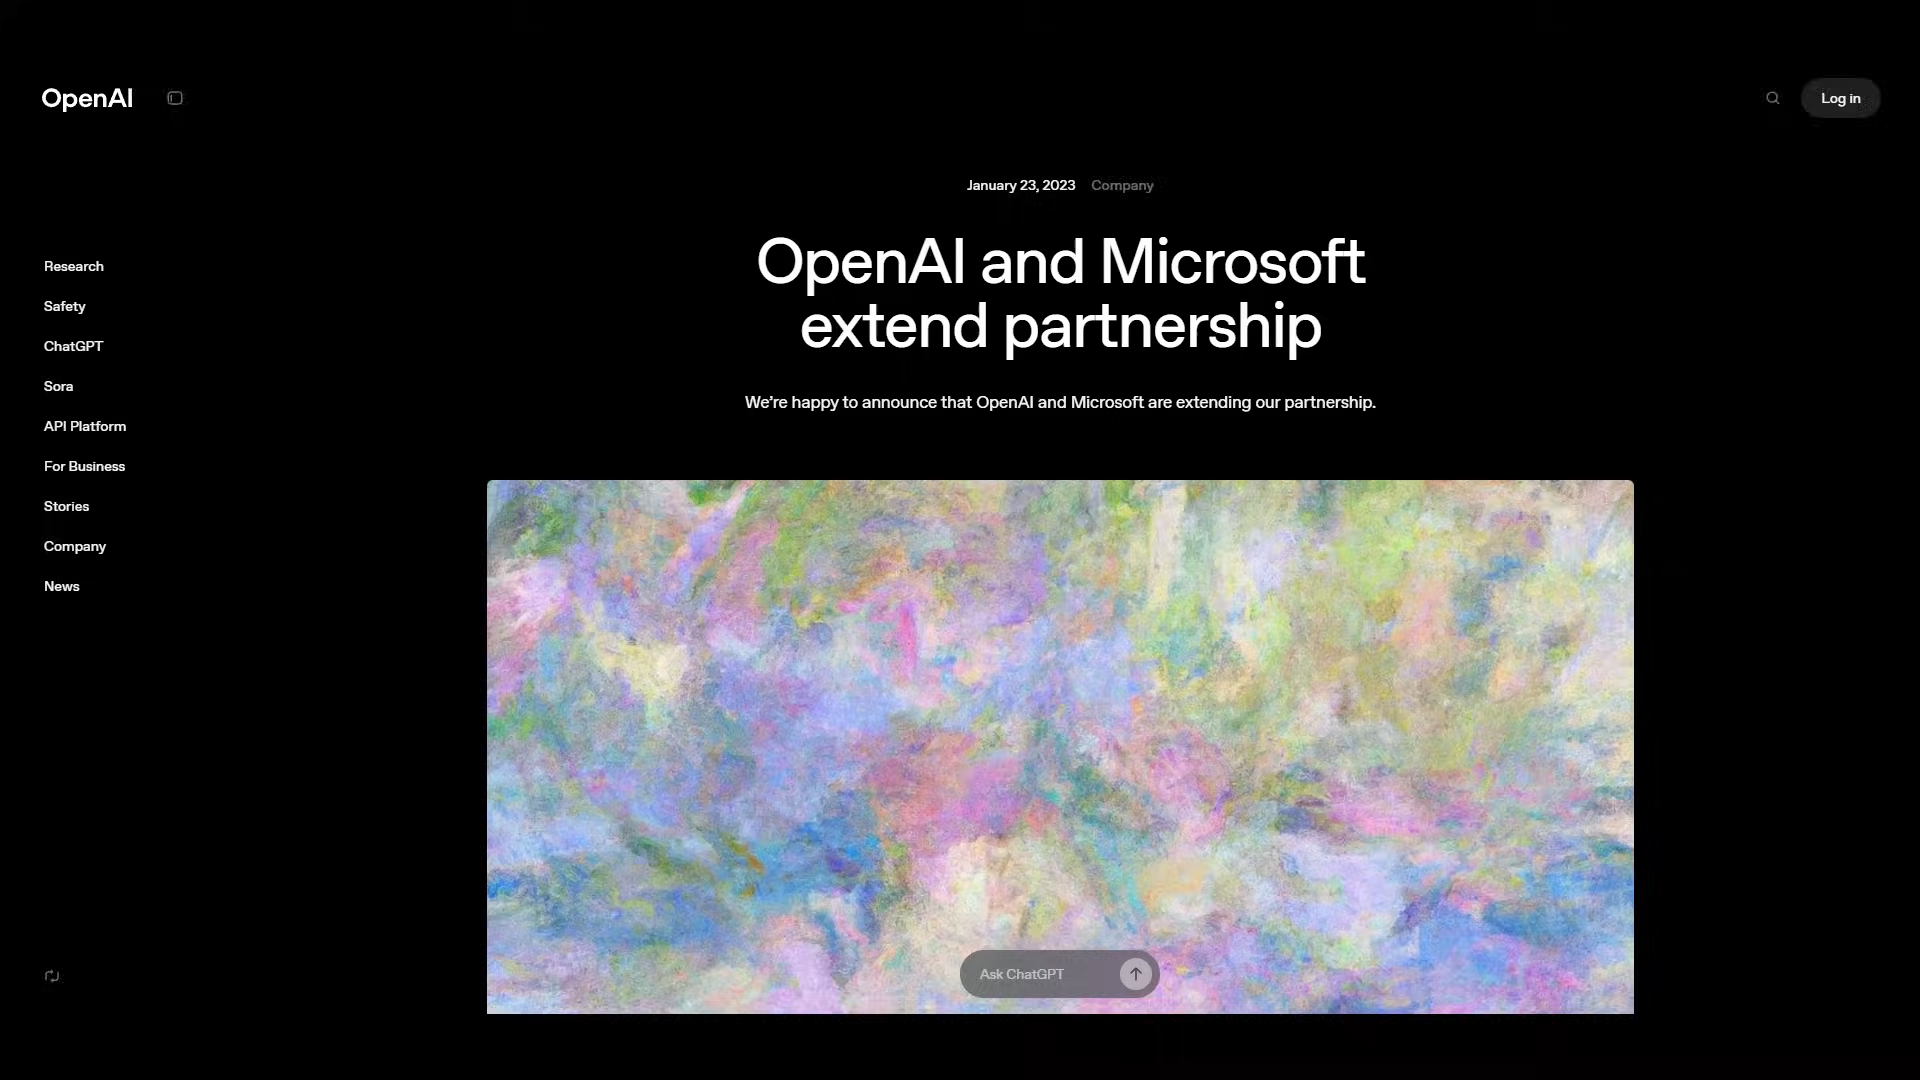 OpenAI
Log in
January 23, 2023 Company
OpenAI and Microsoft
extend partnership
We’re happy to announce that OpenAI and Microsoft are extending our partnership.
Research
Safety
ChatGPT
Sora
API Platform
For Business
Stories
Company
News
Ask ChatGPT